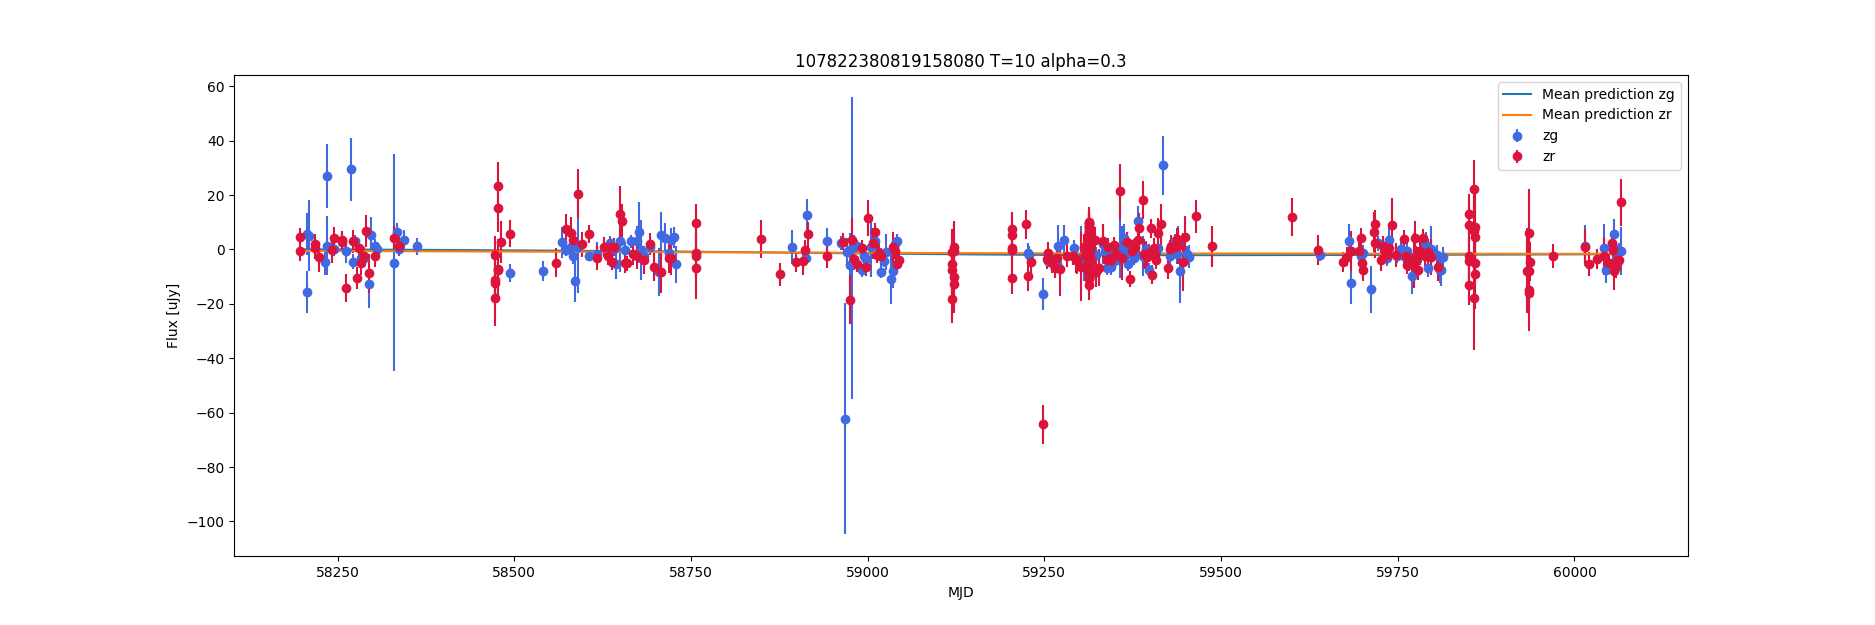 107822380819158080 T=10 alpha=0.3
60
40
20
0
−20
−40
−60
−80
−100
Flux [uJy]
58250
58500
58750
59000
59250
59500
59750
60000
MJD
Mean prediction zg
Mean prediction zr
zg
zr